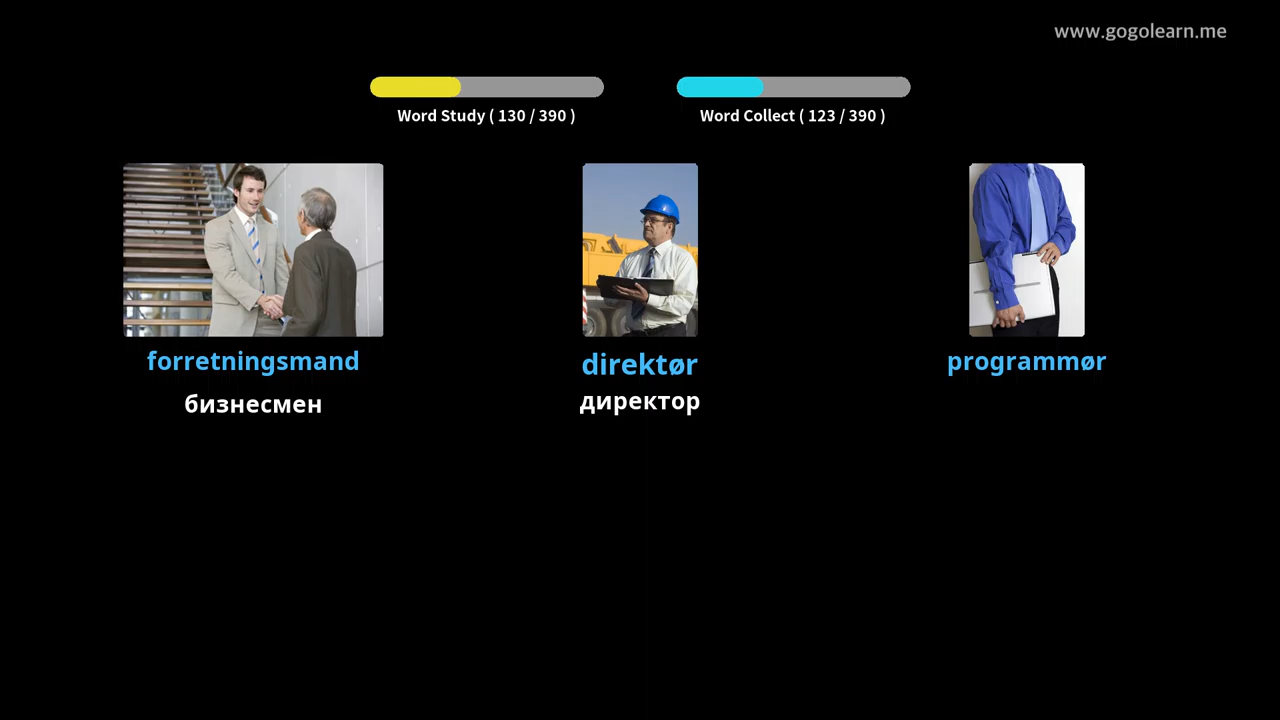 www.gogolearn.me
Word Study ( 130 / 390 )
Word Collect ( 123 / 390 )
forretningsmand
direktør
programmør
бизнесмен
директор